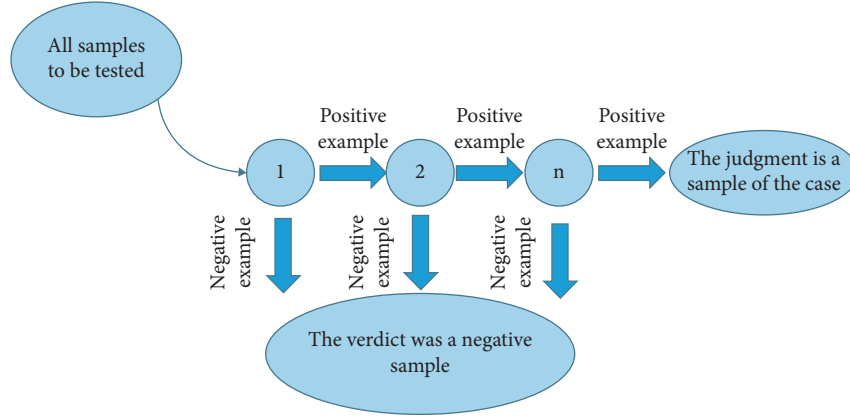 All samples
to be tested
Positive
example
Positive
example
Positive
example
1
2
n
The judgment is a
sample of the case
Negative
example
Negative
example
Negative
example
The verdict was a negative
sample